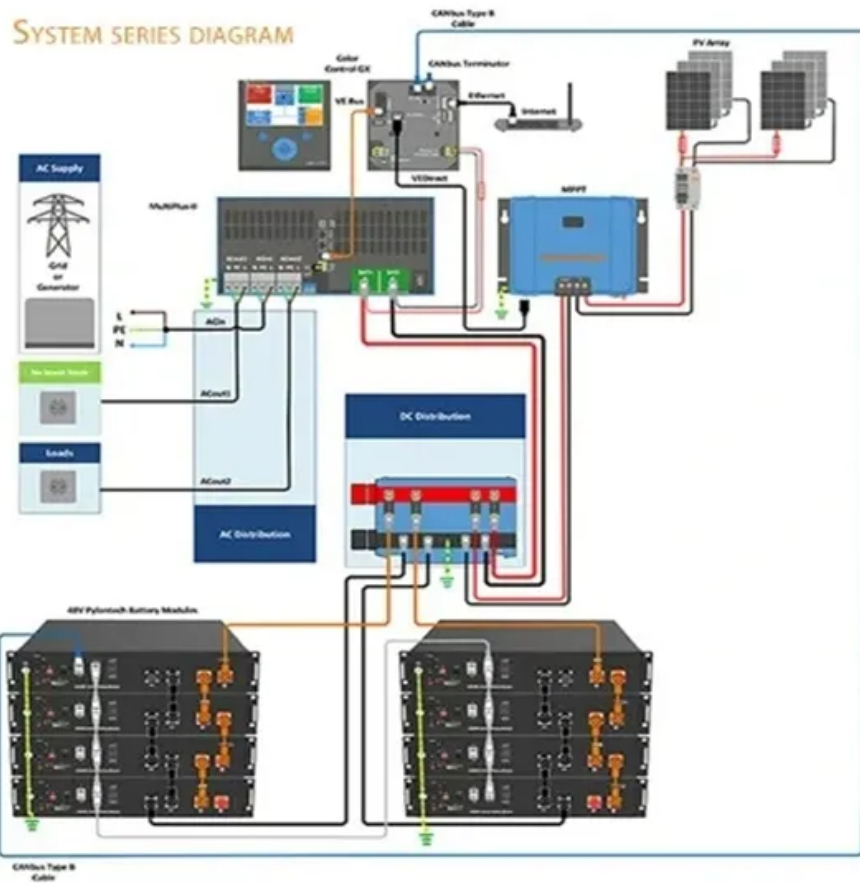 SYSTEM SERIES DIAGRAM
CANbus Type B
Cable
Color
Control GX
CANbus Terminator
PV Array
VE Bus
Ethernet
Internet
AC Supply
VEDirect
MPPT
MultiPlus-II
Grid
or
Generator
L
PE
N
ACin
ACout1
Loads
ACout2
DC Distribution
AC Distribution
48V Pylontech Battery Modules
CANbus Type B
Cable